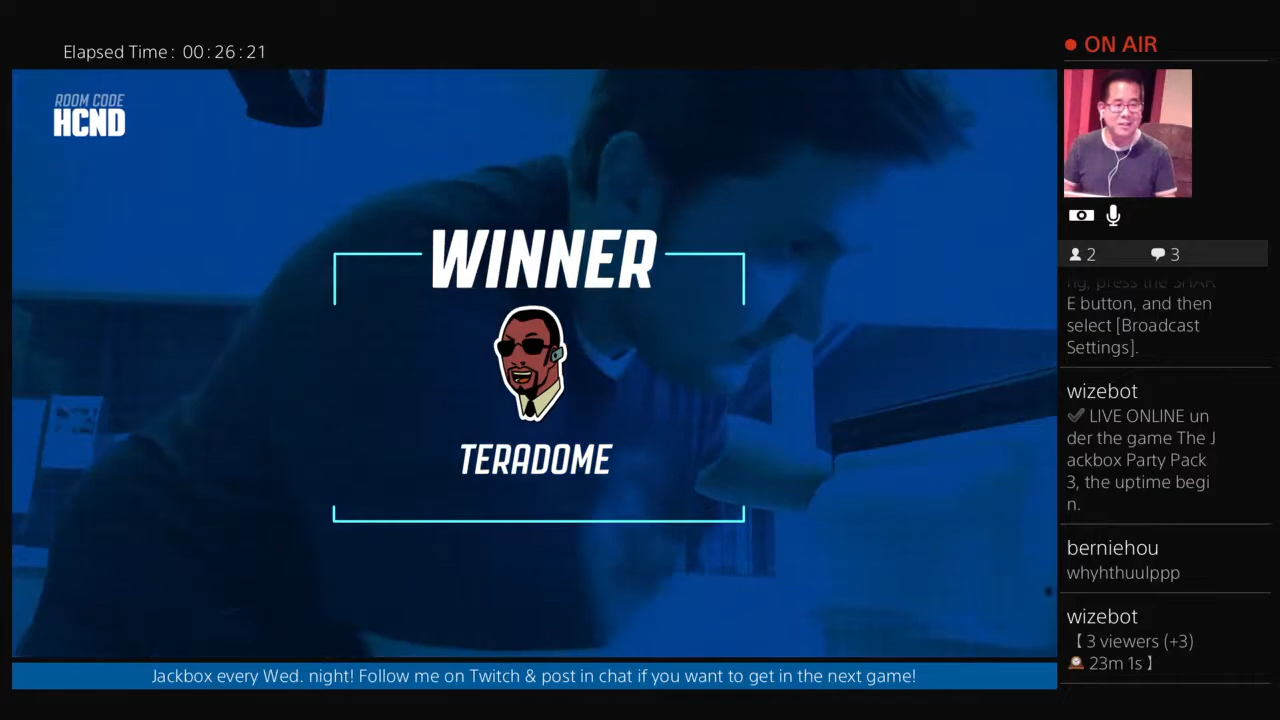 Elapsed Time: 00:26:21
ON AIR
ROOM CODE
HCND
WINNER
TERADOME
2 3
E button, and then
select [Broadcast
Settings].
wizebot
✔ LIVE ONLINE un
der the game The J
ackbox Party Pack
3, the uptime begi
n.
berniehou
whyhthuulppp
wizebot
【 3 viewers (+3)
🕰 23m 1s 】
Jackbox every Wed. night! Follow me on Twitch & post in chat if you want to get in the next game!